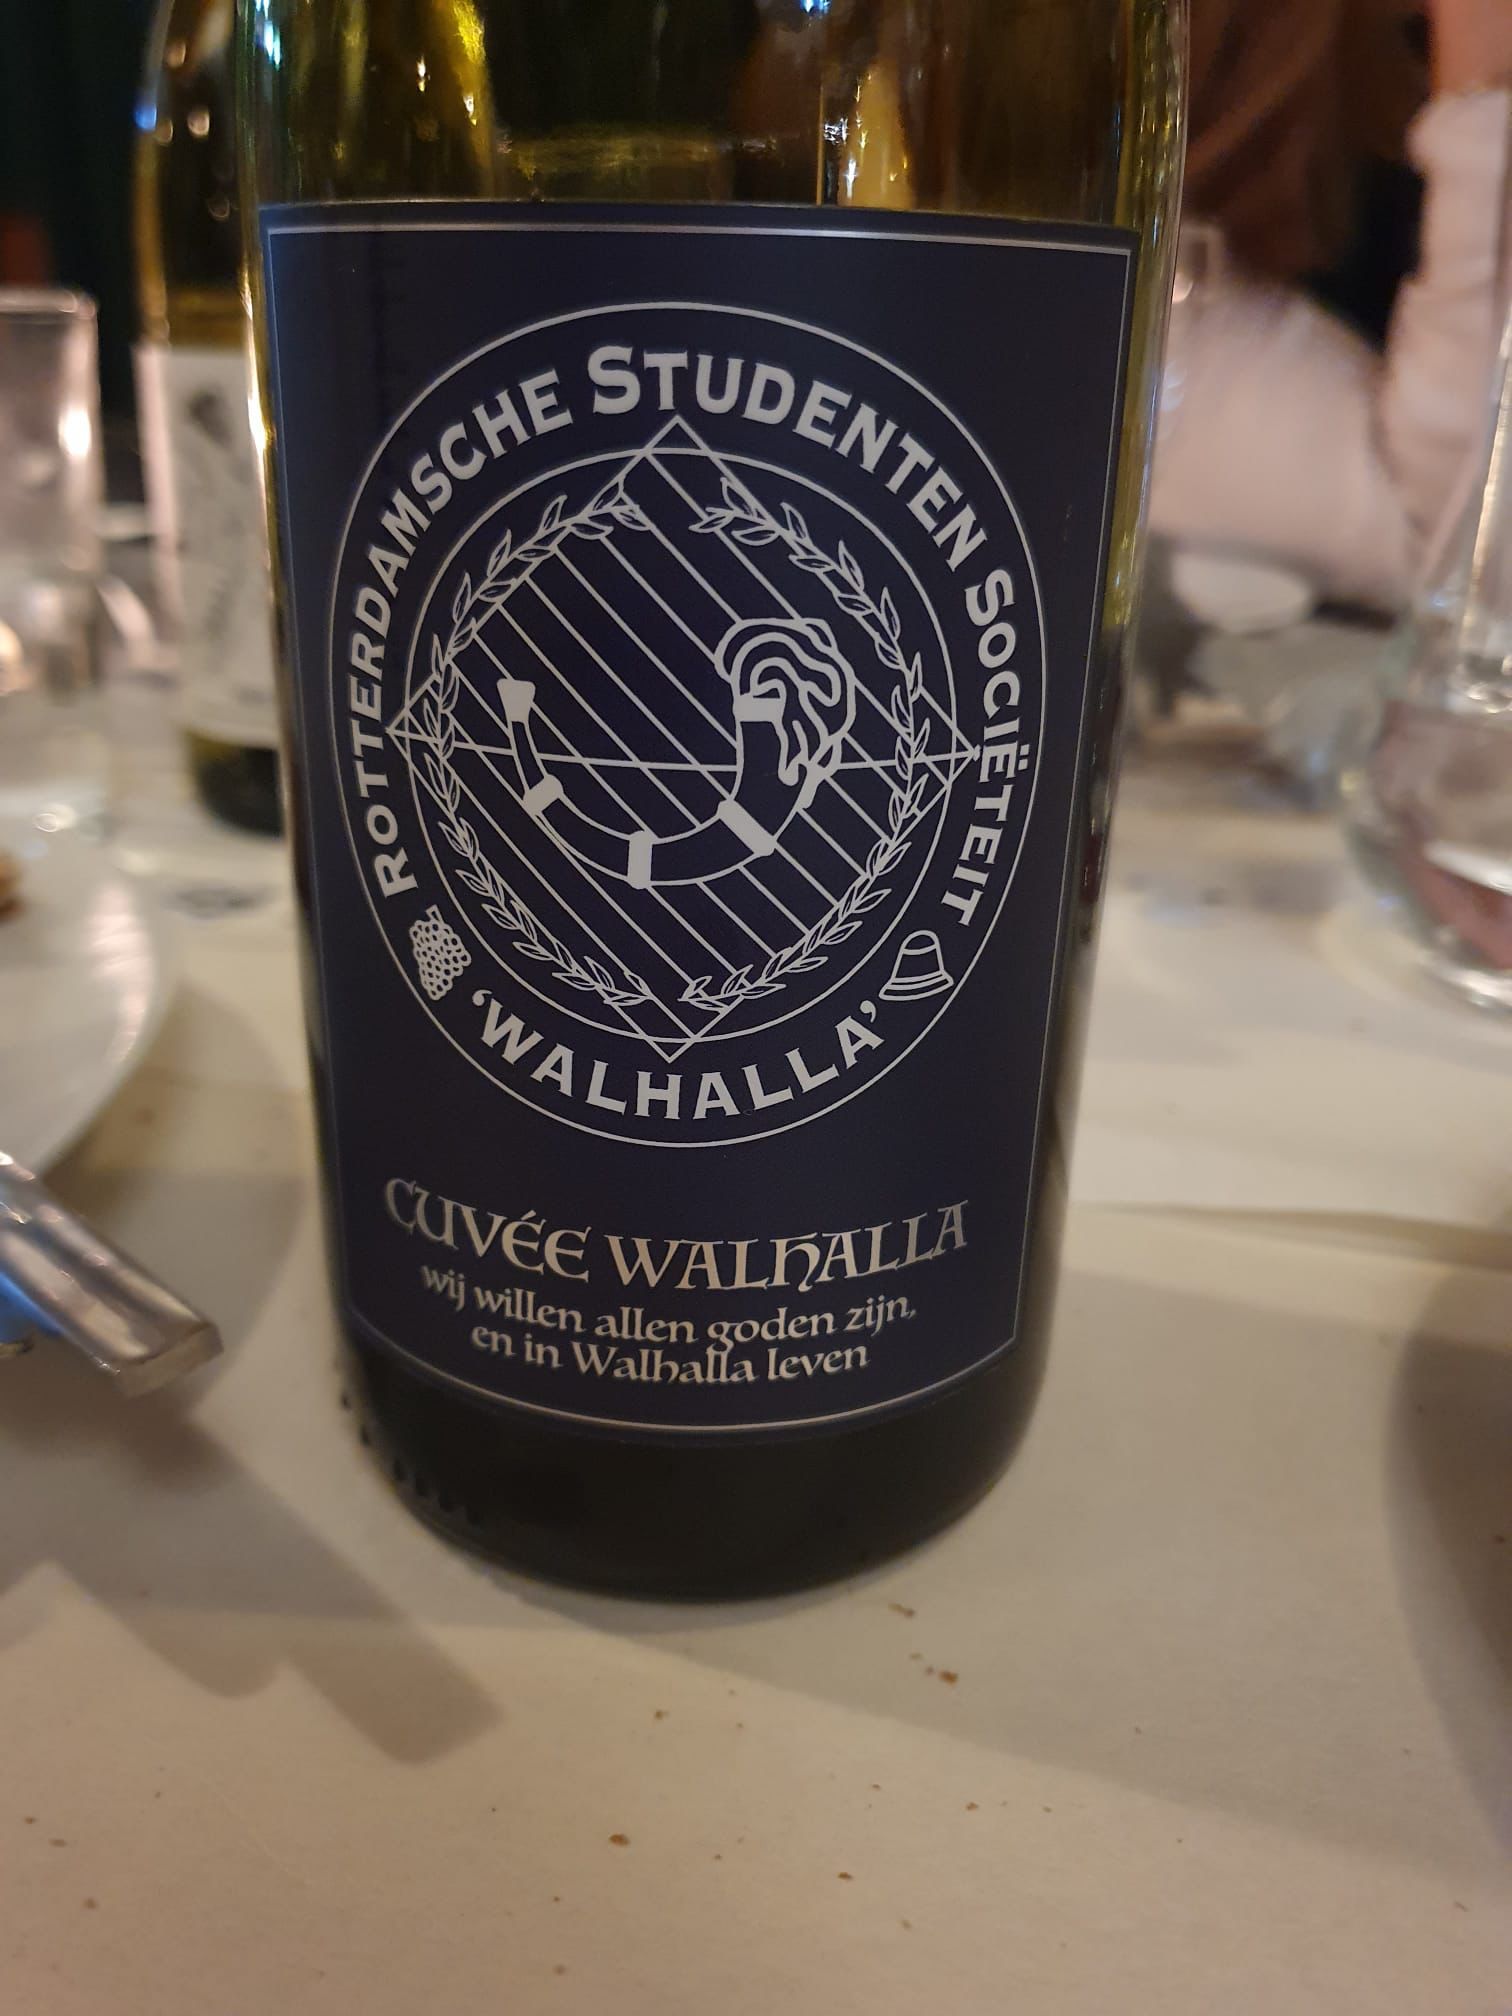 ROTTERDAMSCHE STUDENTEN SOCIËTEIT
'WALHALLA'
CUVÉE WALHALLA
wij willen allen goden zijn,
en in Walhalla leven